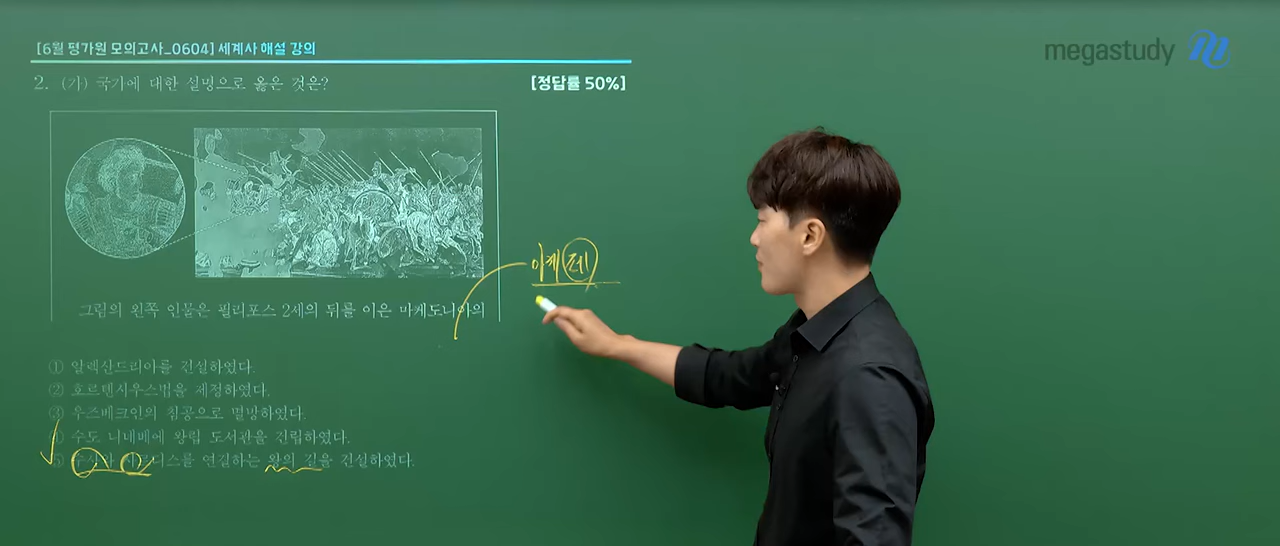 [6월 평가원 모의고사_0604] 세계사 해설 강의
megastudy
2. (가) 국가에 대한 설명으로 옳은 것은?
[정답률 50%]
아케(페)
그림의 왼쪽 인물은 필리포스 2세의 뒤를 이은 마케도니아의
① 알렉산드리아를 건설하였다.
② 호르텐시우스법을 제정하였다.
③ 우즈베크인의 침공으로 멸망하였다.
④ 수도 니네베에 왕립 도서관을 건립하였다.
⑤ 수사와 사르디스를 연결하는 왕의 길을 건설하였다.